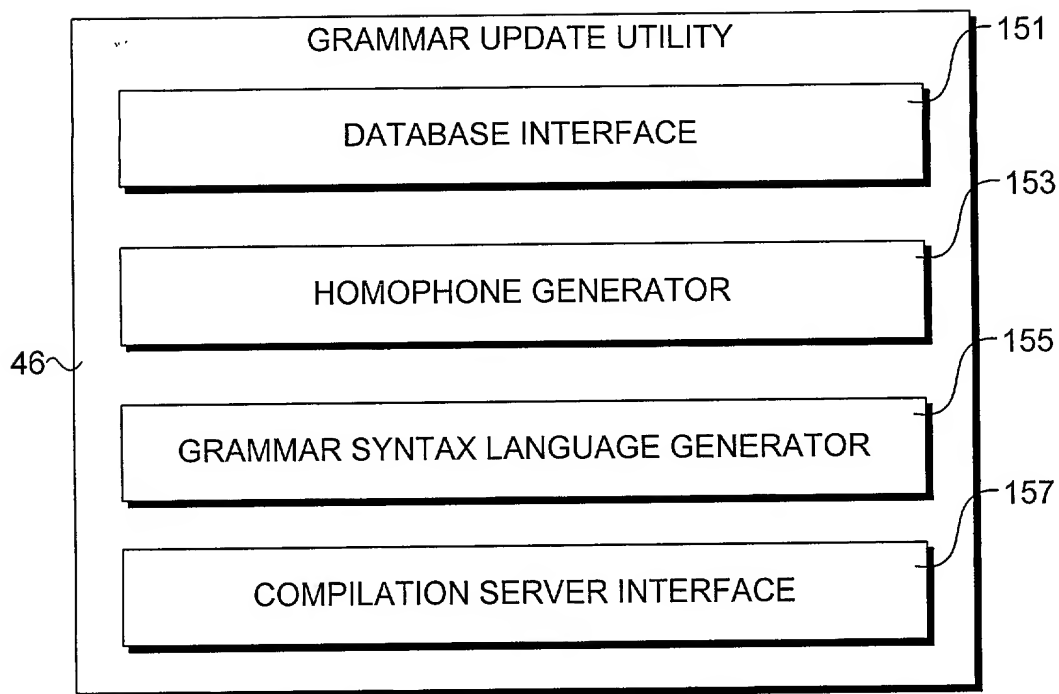 GRAMMAR UPDATE UTILITY
151
DATABASE INTERFACE
153
HOMOPHONE GENERATOR
46
155
GRAMMAR SYNTAX LANGUAGE GENERATOR
157
COMPILATION SERVER INTERFACE